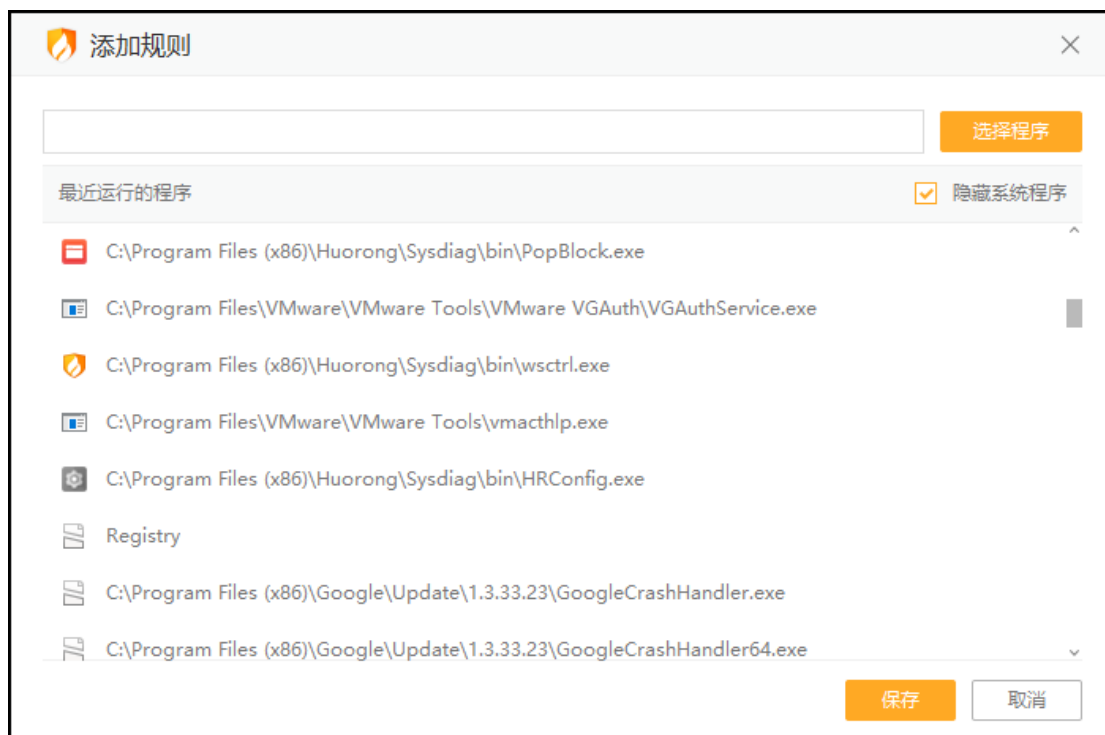 添加规则
选择程序
最近运行的程序 隐藏系统程序
C:\Program Files (x86)\Huorong\Sysdiag\bin\PopBlock.exe
C:\Program Files\VMware\VMware Tools\VMware VGAuth\VGAuthService.exe
C:\Program Files (x86)\Huorong\Sysdiag\bin\wsctrl.exe
C:\Program Files\VMware\VMware Tools\vmacthlp.exe
C:\Program Files (x86)\Huorong\Sysdiag\bin\HRConfig.exe
Registry
C:\Program Files (x86)\Google\Update\1.3.33.23\GoogleCrashHandler.exe
C:\Program Files (x86)\Google\Update\1.3.33.23\GoogleCrashHandler64.exe
保存 取消